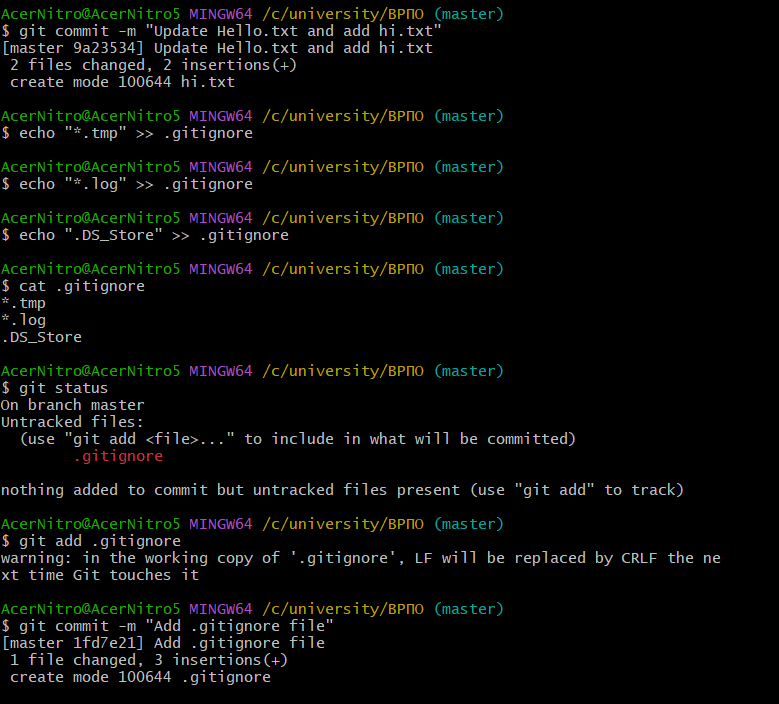 AcerNitro@AcerNitro5 MINGW64 /c/university/ВРПО (master)
$ git commit -m "Update Hello.txt and add hi.txt"
[master 9a23534] Update Hello.txt and add hi.txt
 2 files changed, 2 insertions(+)
 create mode 100644 hi.txt

AcerNitro@AcerNitro5 MINGW64 /c/university/ВРПО (master)
$ echo "*.tmp" >> .gitignore

AcerNitro@AcerNitro5 MINGW64 /c/university/ВРПО (master)
$ echo "*.log" >> .gitignore

AcerNitro@AcerNitro5 MINGW64 /c/university/ВРПО (master)
$ echo ".DS_Store" >> .gitignore

AcerNitro@AcerNitro5 MINGW64 /c/university/ВРПО (master)
$ cat .gitignore
*.tmp
*.log
.DS_Store

AcerNitro@AcerNitro5 MINGW64 /c/university/ВРПО (master)
$ git status
On branch master
Untracked files:
  (use "git add <file>..." to include in what will be committed)
        .gitignore

nothing added to commit but untracked files present (use "git add" to track)

AcerNitro@AcerNitro5 MINGW64 /c/university/ВРПО (master)
$ git add .gitignore
warning: in the working copy of '.gitignore', LF will be replaced by CRLF the ne
xt time Git touches it

AcerNitro@AcerNitro5 MINGW64 /c/university/ВРПО (master)
$ git commit -m "Add .gitignore file"
[master 1fd7e21] Add .gitignore file
 1 file changed, 3 insertions(+)
 create mode 100644 .gitignore